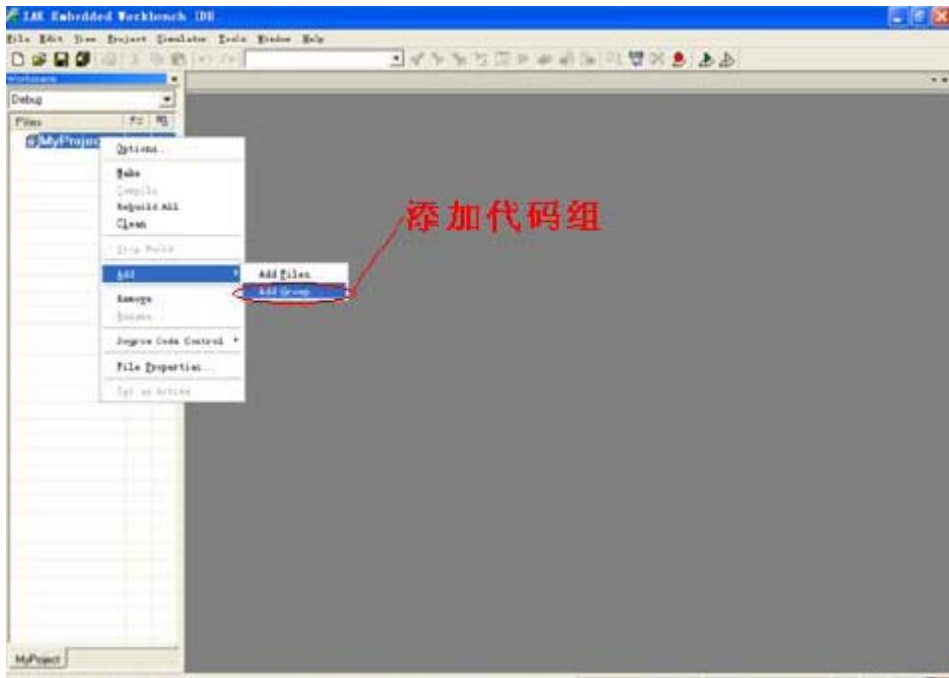 IAR Embedded Workbench IDE
File Edit View Project Simulator Tools Window Help
Workspace
Debug
Files
MyProjec
Options...
Make
Compile
Rebuild All
Clean
Stop Build
Add
Add Files...
Add Group...
Remove
Rename...
Source Code Control
File Properties...
Set as Active
添加代码组
MyProject